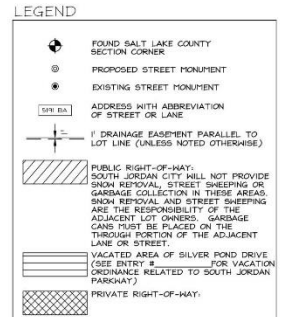 LEGEND
FOUND SALT LAKE COUNTY
SECTION CORNER
PROPOSED STREET MONUMENT
EXISTING STREET MONUMENT
ADDRESS WITH ABBREVIATION
OF STREET OR LANE
1' DRAINAGE EASEMENT PARALLEL TO
LOT LINE (UNLESS NOTED OTHERWISE)
PUBLIC RIGHT-OF-WAY:
SOUTH JORDAN CITY WILL NOT PROVIDE
SNOW REMOVAL, STREET SWEEPING OR
GARBAGE COLLECTION IN THESE AREAS.
SNOW REMOVAL AND STREET SWEEPING
ARE THE RESPONSIBILITY OF THE
ADJACENT LOT OWNERS. GARBAGE
CANS MUST BE PLACED ON THE
THROUGH PORTION OF THE ADJACENT
LANE OR STREET.
VACATED AREA OF SILVER POND DRIVE
(SEE ENTRY #________FOR VACATION
ORDINANCE RELATED TO SOUTH JORDAN
PARKWAY)
PRIVATE RIGHT-OF-WAY: